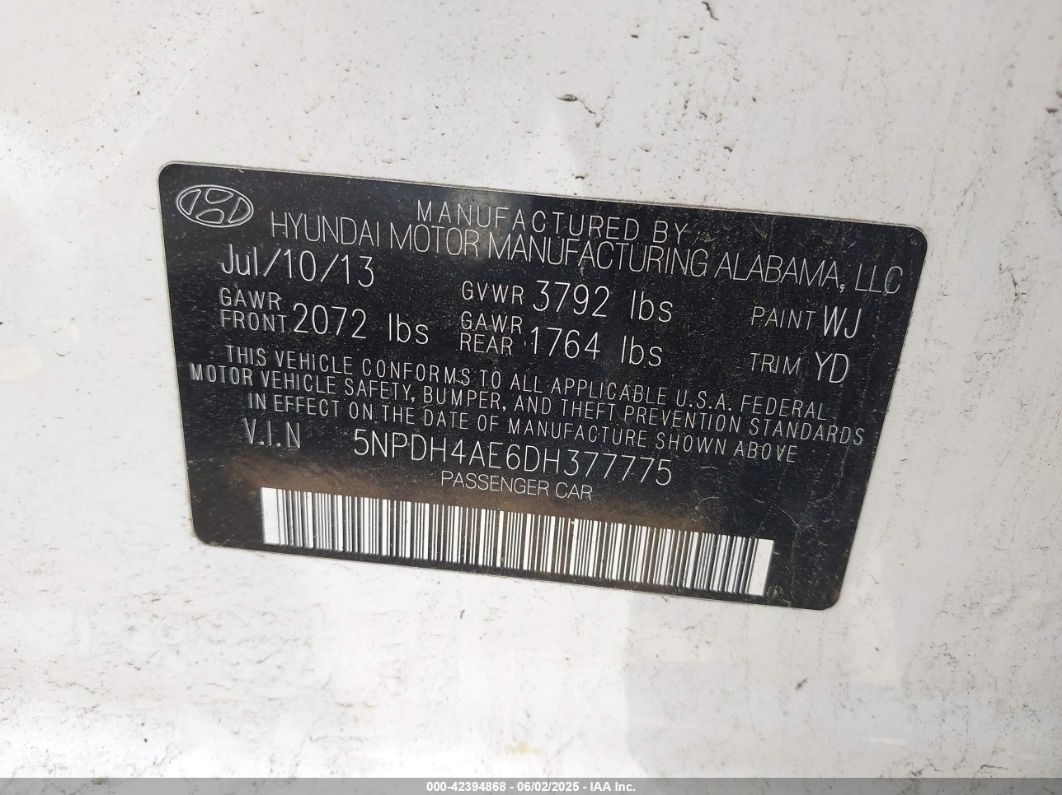 MANUFACTURED BY
HYUNDAI MOTOR MANUFACTURING ALABAMA, LLC
Jul/10/13 GVWR 3792 lbs PAINT WJ
GAWR FRONT 2072 lbs GAWR REAR 1764 lbs TRIM YD
THIS VEHICLE CONFORMS TO ALL APPLICABLE U.S.A. FEDERAL
MOTOR VEHICLE SAFETY, BUMPER, AND THEFT PREVENTION STANDARDS
IN EFFECT ON THE DATE OF MANUFACTURE SHOWN ABOVE
V.I.N 5NPDH4AE6DH377775
PASSENGER CAR
000-42394868 - 06/02/2025 - IAA Inc.